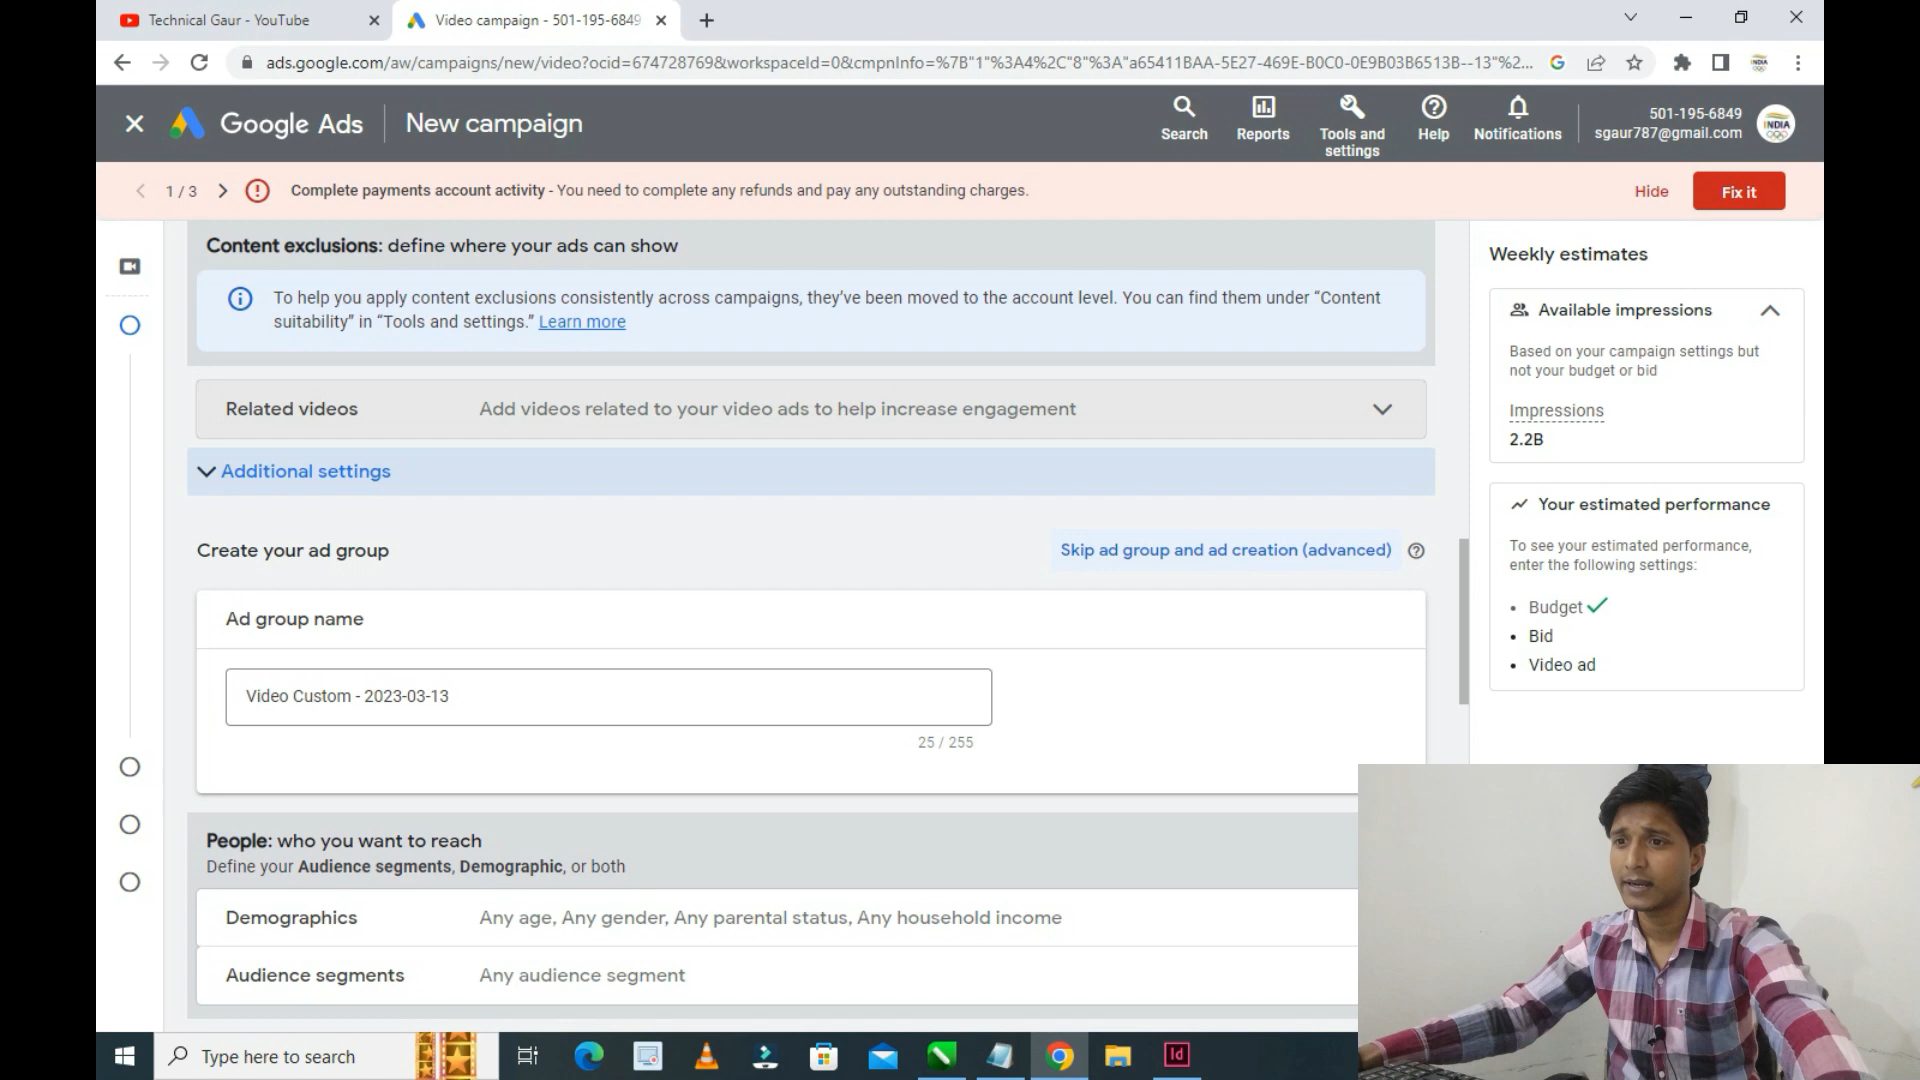 Technical Gaur - YouTube
Video campaign - 501-195-6849
ads.google.com/aw/campaigns/new/video?ocid=674728769&workspaceId=0&cmpnInfo=%7B"1"%3A4%2C"8"%3A"a65411BAA-5E27-469E-B0C0-0E9B03B6513B--13"%2...
Google Ads
New campaign
Search
Reports
Tools and settings
Help
Notifications
501-195-6849
sgaur787@gmail.com
INDIA
1 / 3
Complete payments account activity - You need to complete any refunds and pay any outstanding charges.
Hide
Fix it
Content exclusions: define where your ads can show
To help you apply content exclusions consistently across campaigns, they've been moved to the account level. You can find them under “Content
suitability” in “Tools and settings.” Learn more
Related videos
Add videos related to your video ads to help increase engagement
Additional settings
Create your ad group
Skip ad group and ad creation (advanced)
Ad group name
Video Custom - 2023-03-13
25 / 255
People: who you want to reach
Define your Audience segments, Demographic, or both
Demographics
Any age, Any gender, Any parental status, Any household income
Audience segments
Any audience segment
Weekly estimates
Available impressions
Based on your campaign settings but
not your budget or bid
Impressions
2.2B
Your estimated performance
To see your estimated performance,
enter the following settings:
• Budget
• Bid
• Video ad
Type here to search
Id